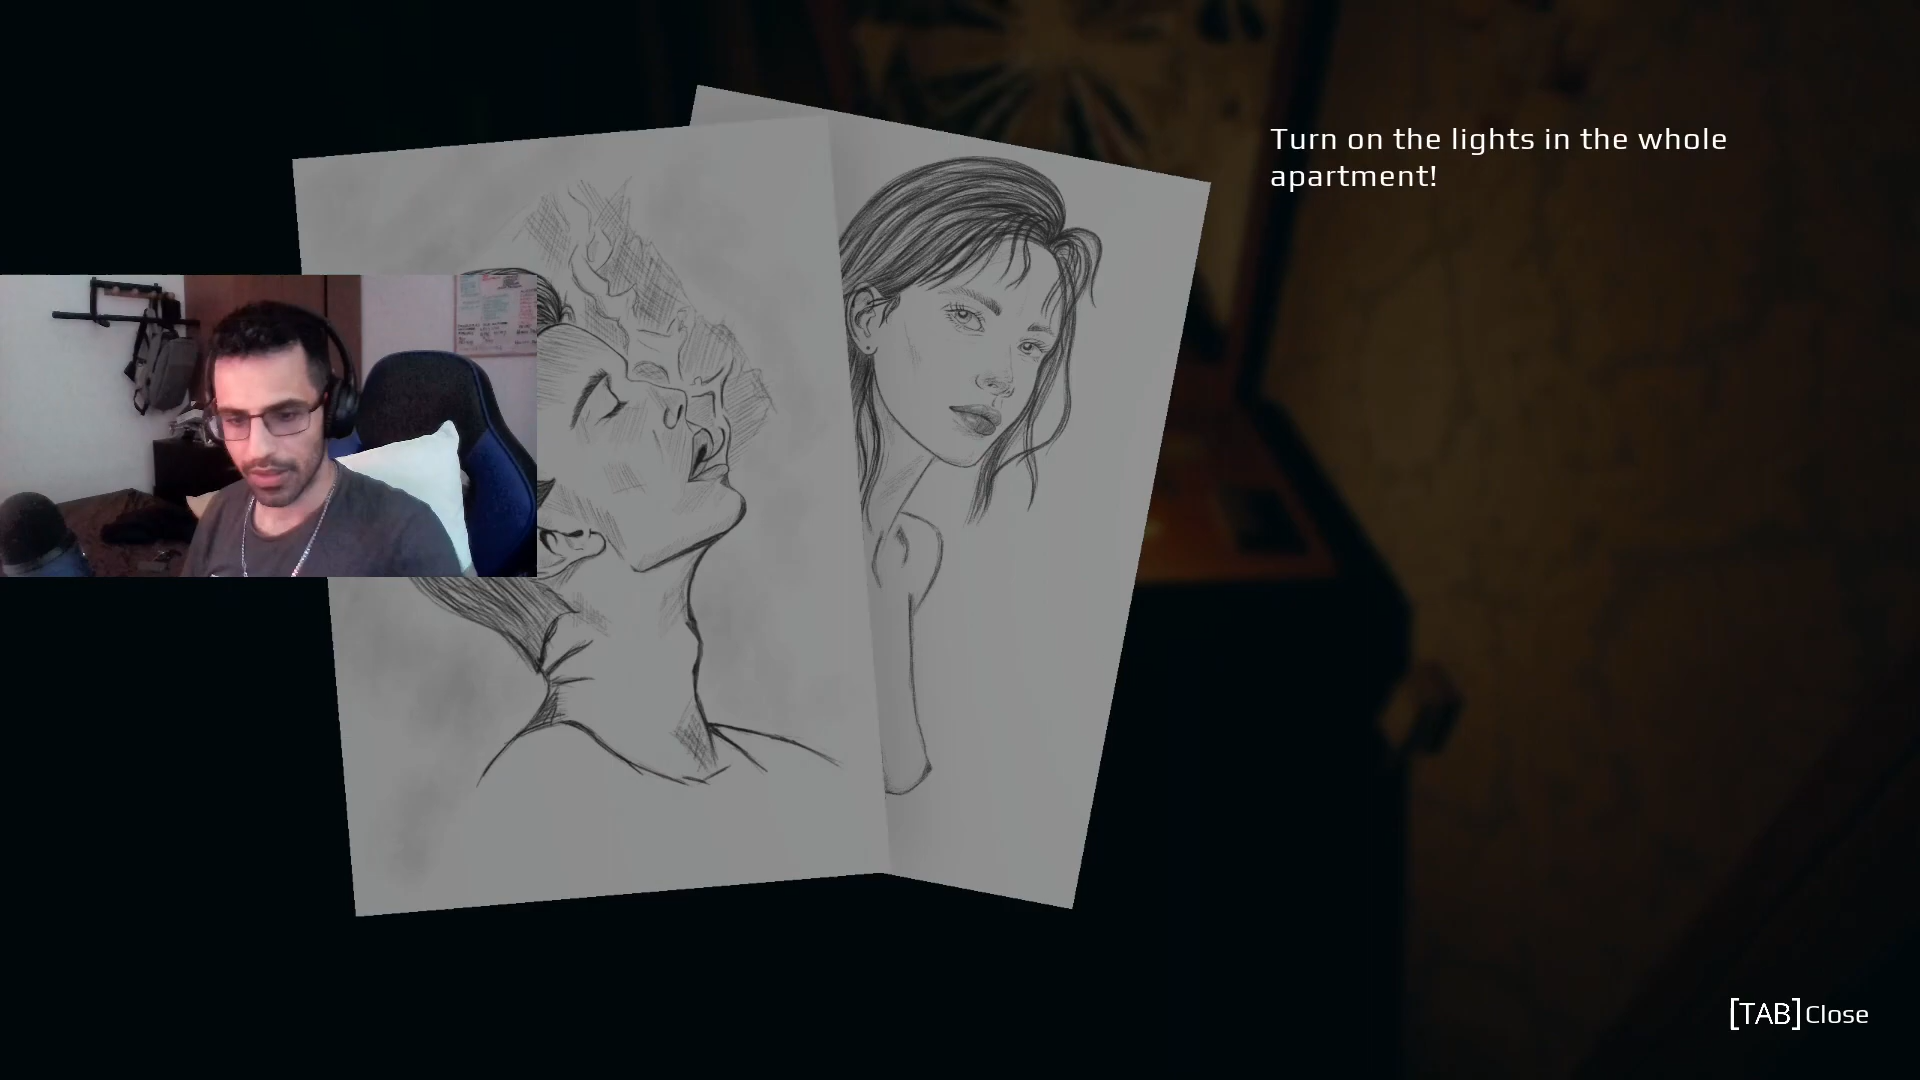 Turn on the lights in the whole
apartment!
[TAB] Close